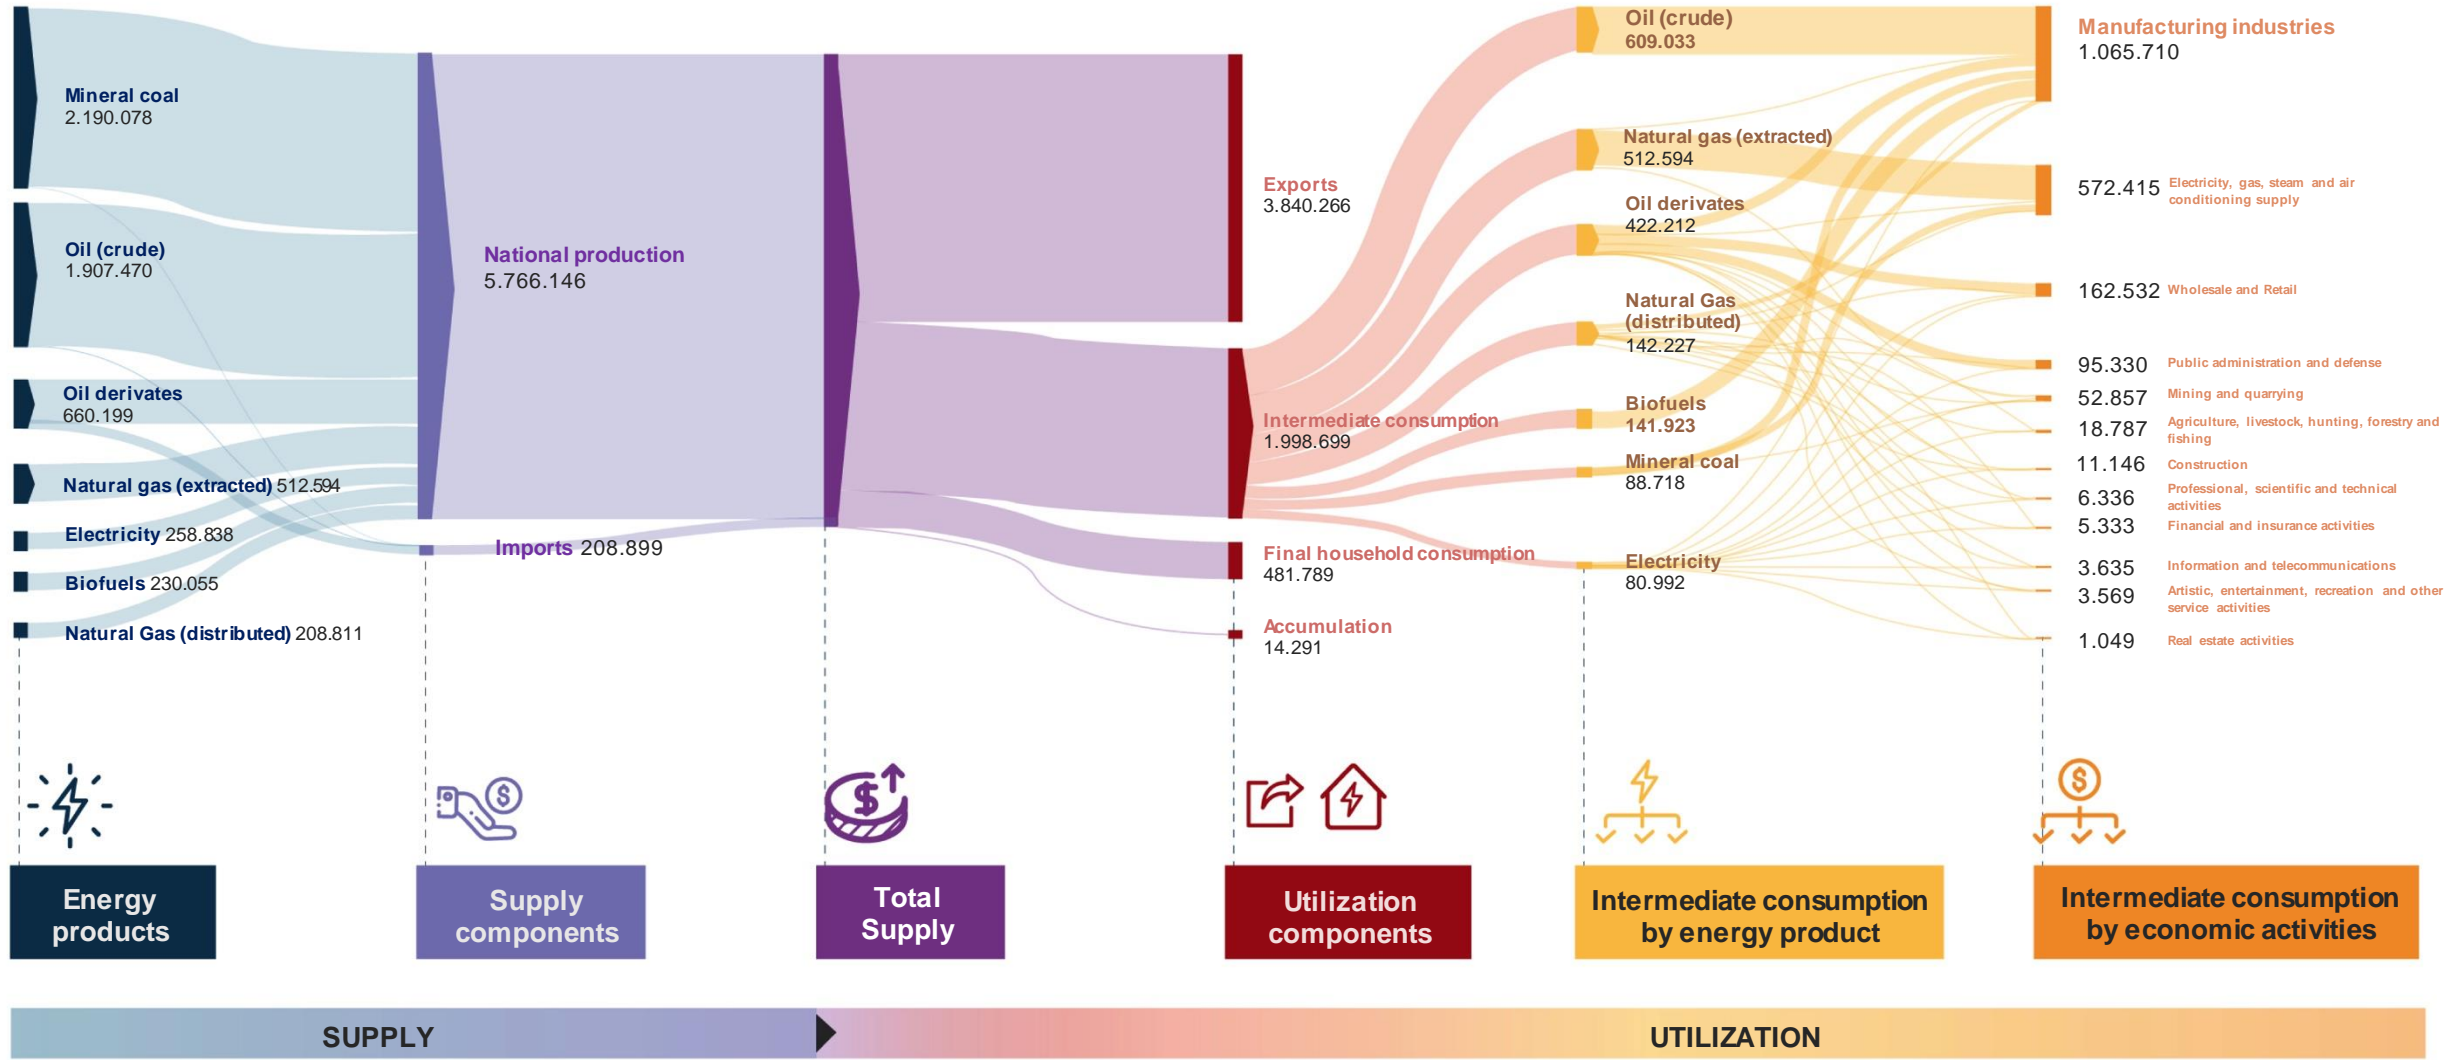 Mineral coal
2.190.078
Oil (crude)
1.907.470
Oil derivates
660.199
Natural gas (extracted) 512.594
Electricity 258.838
Biofuels 230.055
Natural Gas (distributed) 208.811
National production
5.766.146
Imports 208.899
Exports
3.840.266
Intermediate consumption
1.998.699
Final household consumption
481.789
Accumulation
14.291
Oil (crude)
609.033
Natural gas (extracted)
512.594
Oil derivates
422.212
Natural Gas
(distributed)
142.227
Biofuels
141.923
Mineral coal
88.718
Electricity
80.992
Manufacturing industries
1.065.710
572.415 Electricity, gas, steam and air
conditioning supply
162.532 Wholesale and Retail
95.330 Public administration and defense
52.857 Mining and quarrying
18.787 Agriculture, livestock, hunting, forestry and
fishing
11.146 Construction
6.336 Professional, scientific and technical
activities
5.333 Financial and insurance activities
3.635 Information and telecommunications
3.569 Artistic, entertainment, recreation and other
service activities
1.049 Real estate activities
Energy
products
Supply
components
Total
Supply
Utilization
components
Intermediate consumption
by energy product
Intermediate consumption
by economic activities
SUPPLY
UTILIZATION